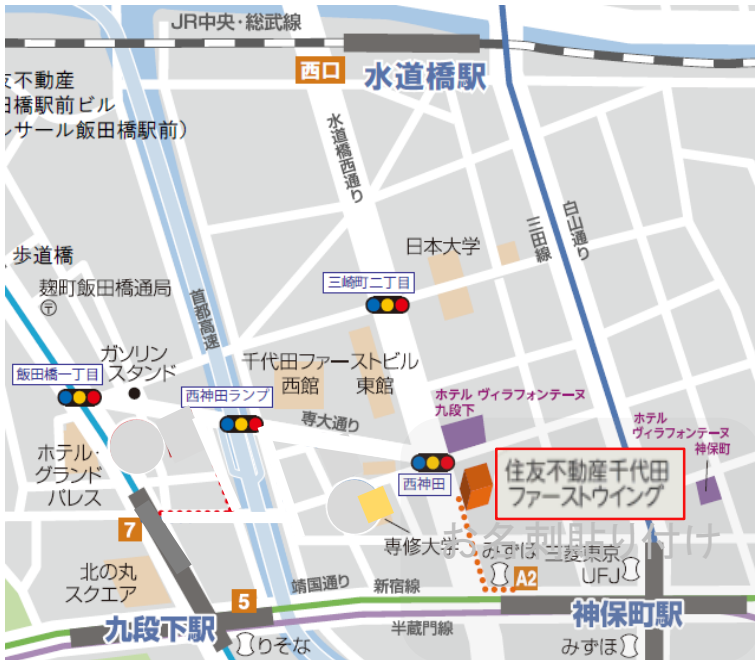 JR中央・総武線
西口
水道橋駅
友不動産
田橋駅前ビル
ルサール飯田橋駅前）
水道橋西通り
白山通り
三田線
日本大学
歩道橋
麹町飯田橋通局
〒
首都高速
三崎町二丁目
ガソリン
スタンド
千代田ファーストビル
西館
東館
飯田橋一丁目
西神田ランプ
専大通り
ホテル ヴィラフォンテーヌ
九段下
ホテル
ヴィラフォンテーヌ
神保町
ホテル・
グランド
パレス
西神田
住友不動産千代田
ファーストウイング
7
専修大学
お名刺貼り付け
みずほ
三菱東京
UFJ
A2
北の丸
スクエア
5
靖国通り
新宿線
九段下駅
神保町駅
半蔵門線
りそな
みずほ